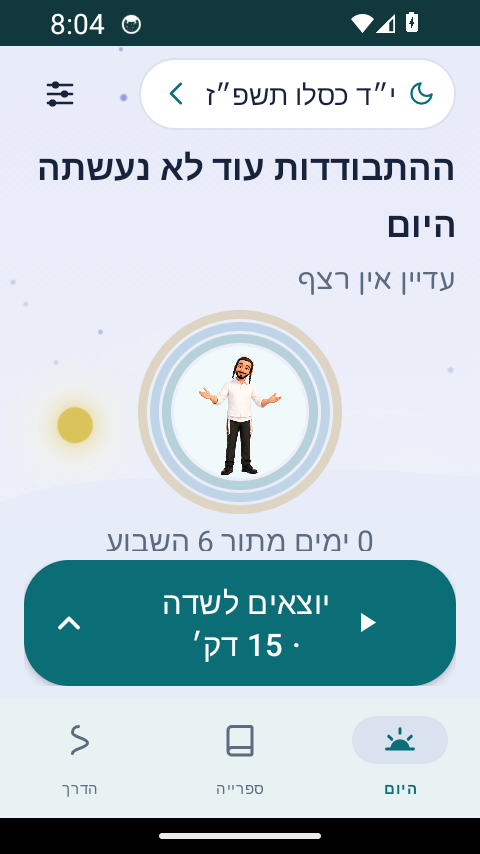 8:04
י״ד כסלו תשפ״ז
ההתבודדות עוד לא נעשתה
היום
עדיין אין רצף
0 ימים מתוך 6 השבוע
יוצאים לשדה
· 15 דק׳
היום
ספרייה
הדרך